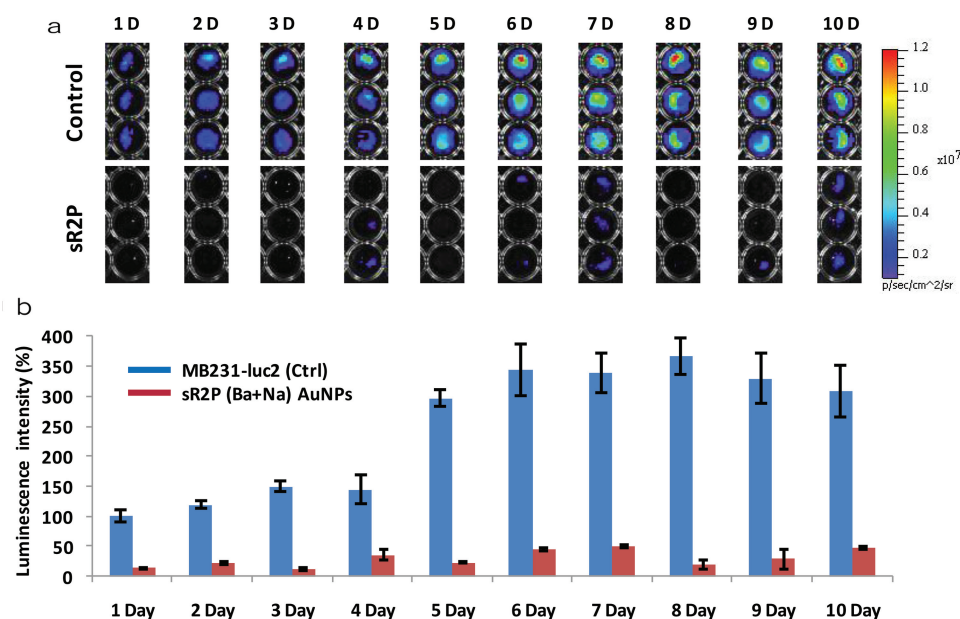 a
1 D 2 D 3 D 4 D 5 D 6 D 7 D 8 D 9 D 10 D
Control
sR2P
1.2
1.0
0.8
x10^7
0.6
0.4
0.2
p/sec/cm^2/sr
b
Luminescence intensity (%)
400
350
300
250
200
150
100
50
0
MB231-luc2 (Ctrl)
sR2P (Ba+Na) AuNPs
1 Day 2 Day 3 Day 4 Day 5 Day 6 Day 7 Day 8 Day 9 Day 10 Day